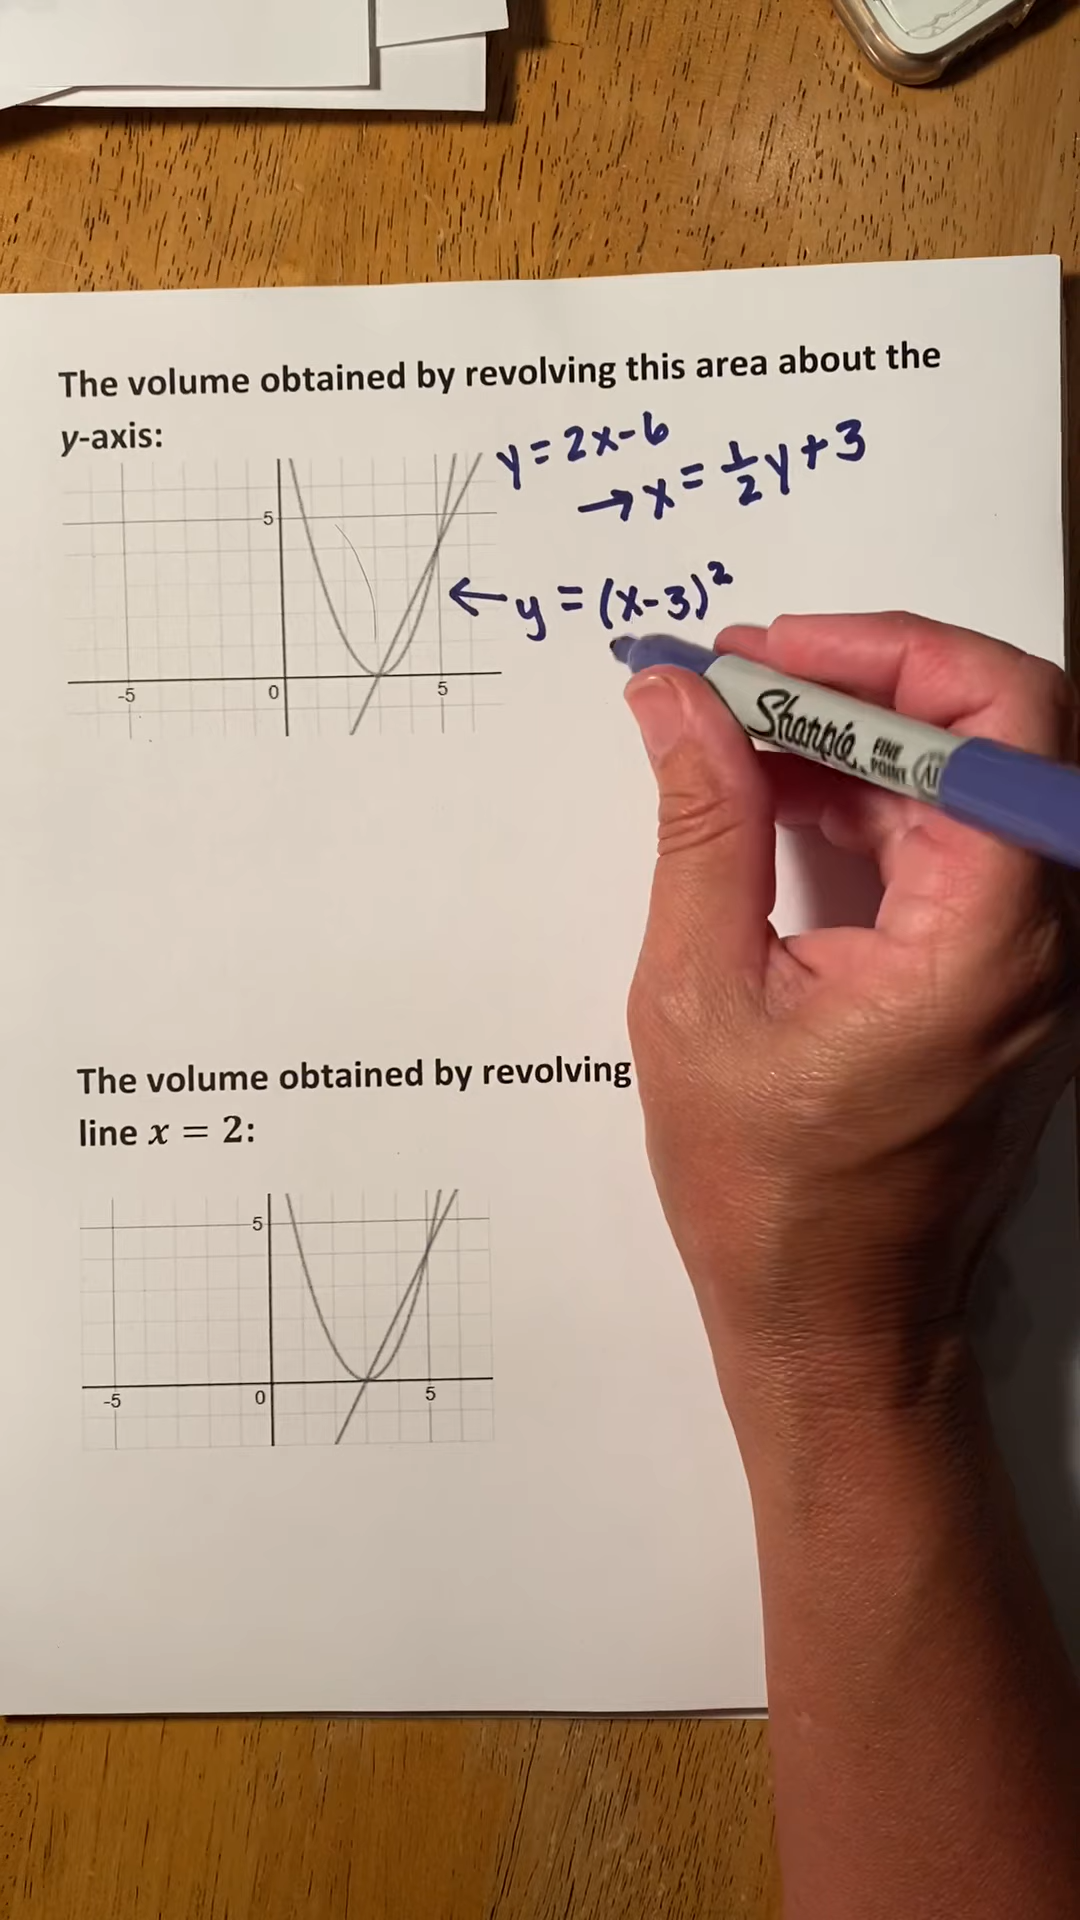 The volume obtained by revolving this area about the
y-axis:
y = 2x-6
→ x = 1/2 y + 3
5
← y = (x-3)²
-5 0 5
Sharpie FINE POINT
The volume obtained by revolving
line x = 2:
5
-5 0 5